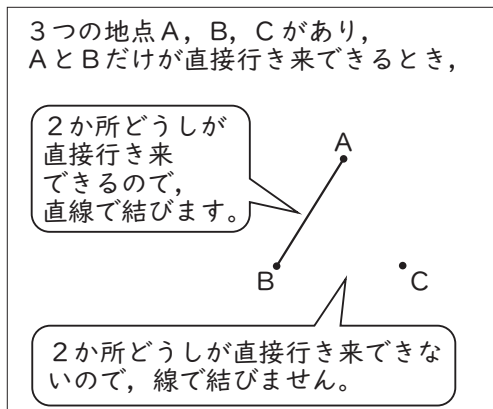 ３つの地点Ａ，Ｂ，Ｃがあり，
ＡとＢだけが直接行き来できるとき，
２か所どうしが
直接行き来
できるので，
直線で結びます。
Ａ
Ｂ
Ｃ
２か所どうしが直接行き来できな
いので，線で結びません。